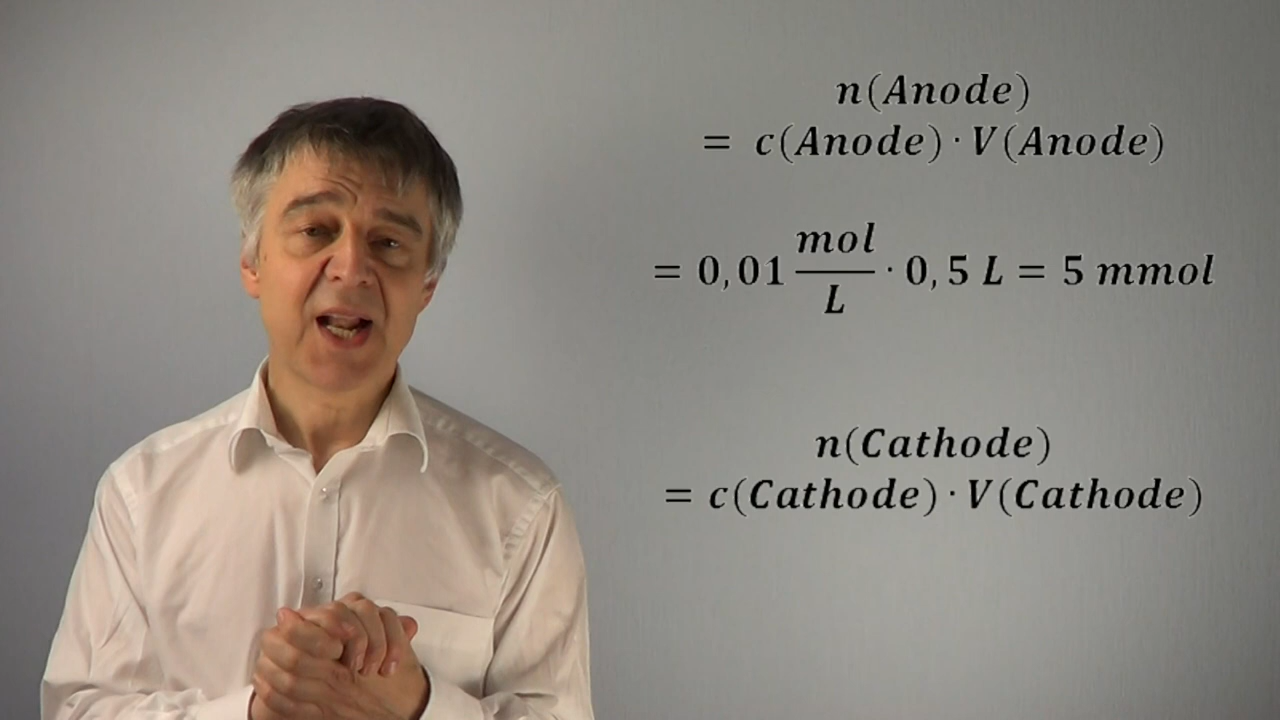 n(Anode)
= c(Anode) · V(Anode)
= 0,01 mol/L · 0,5 L = 5 mmol
n(Cathode)
= c(Cathode) · V(Cathode)